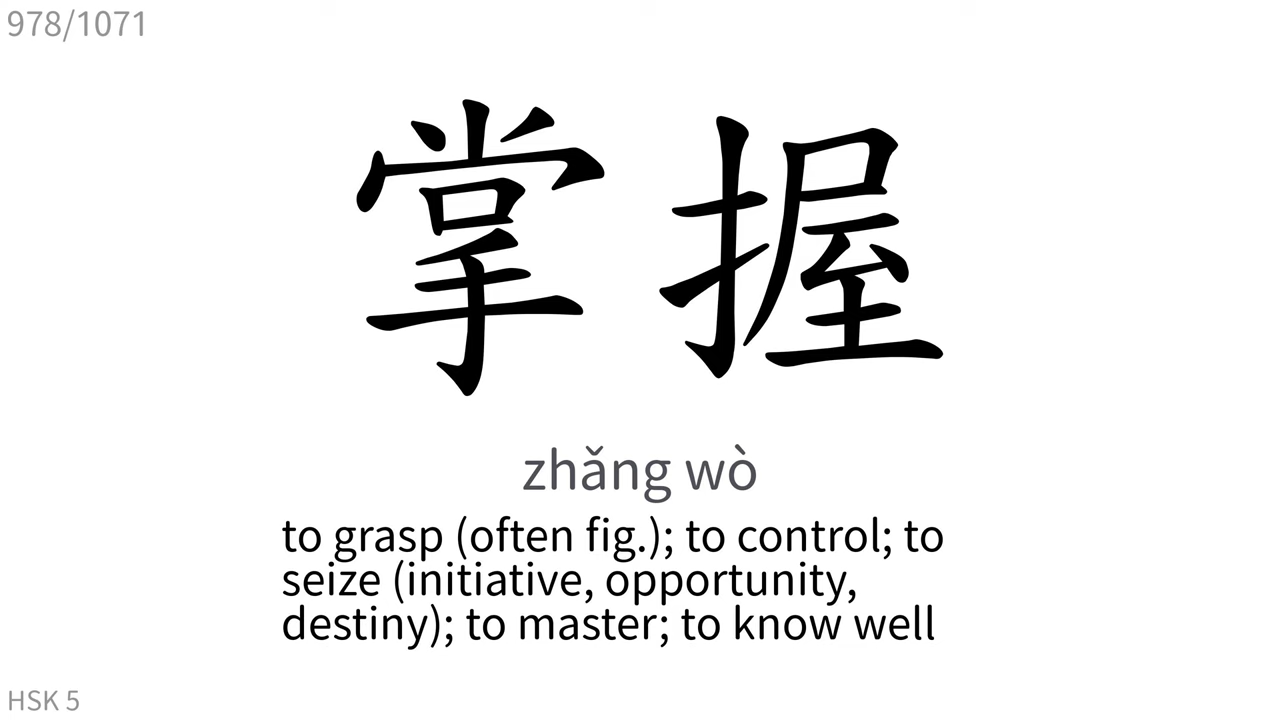 978/1071
掌握
zhǎng wò
to grasp (often fig.); to control; to
seize (initiative, opportunity,
destiny); to master; to know well
HSK 5